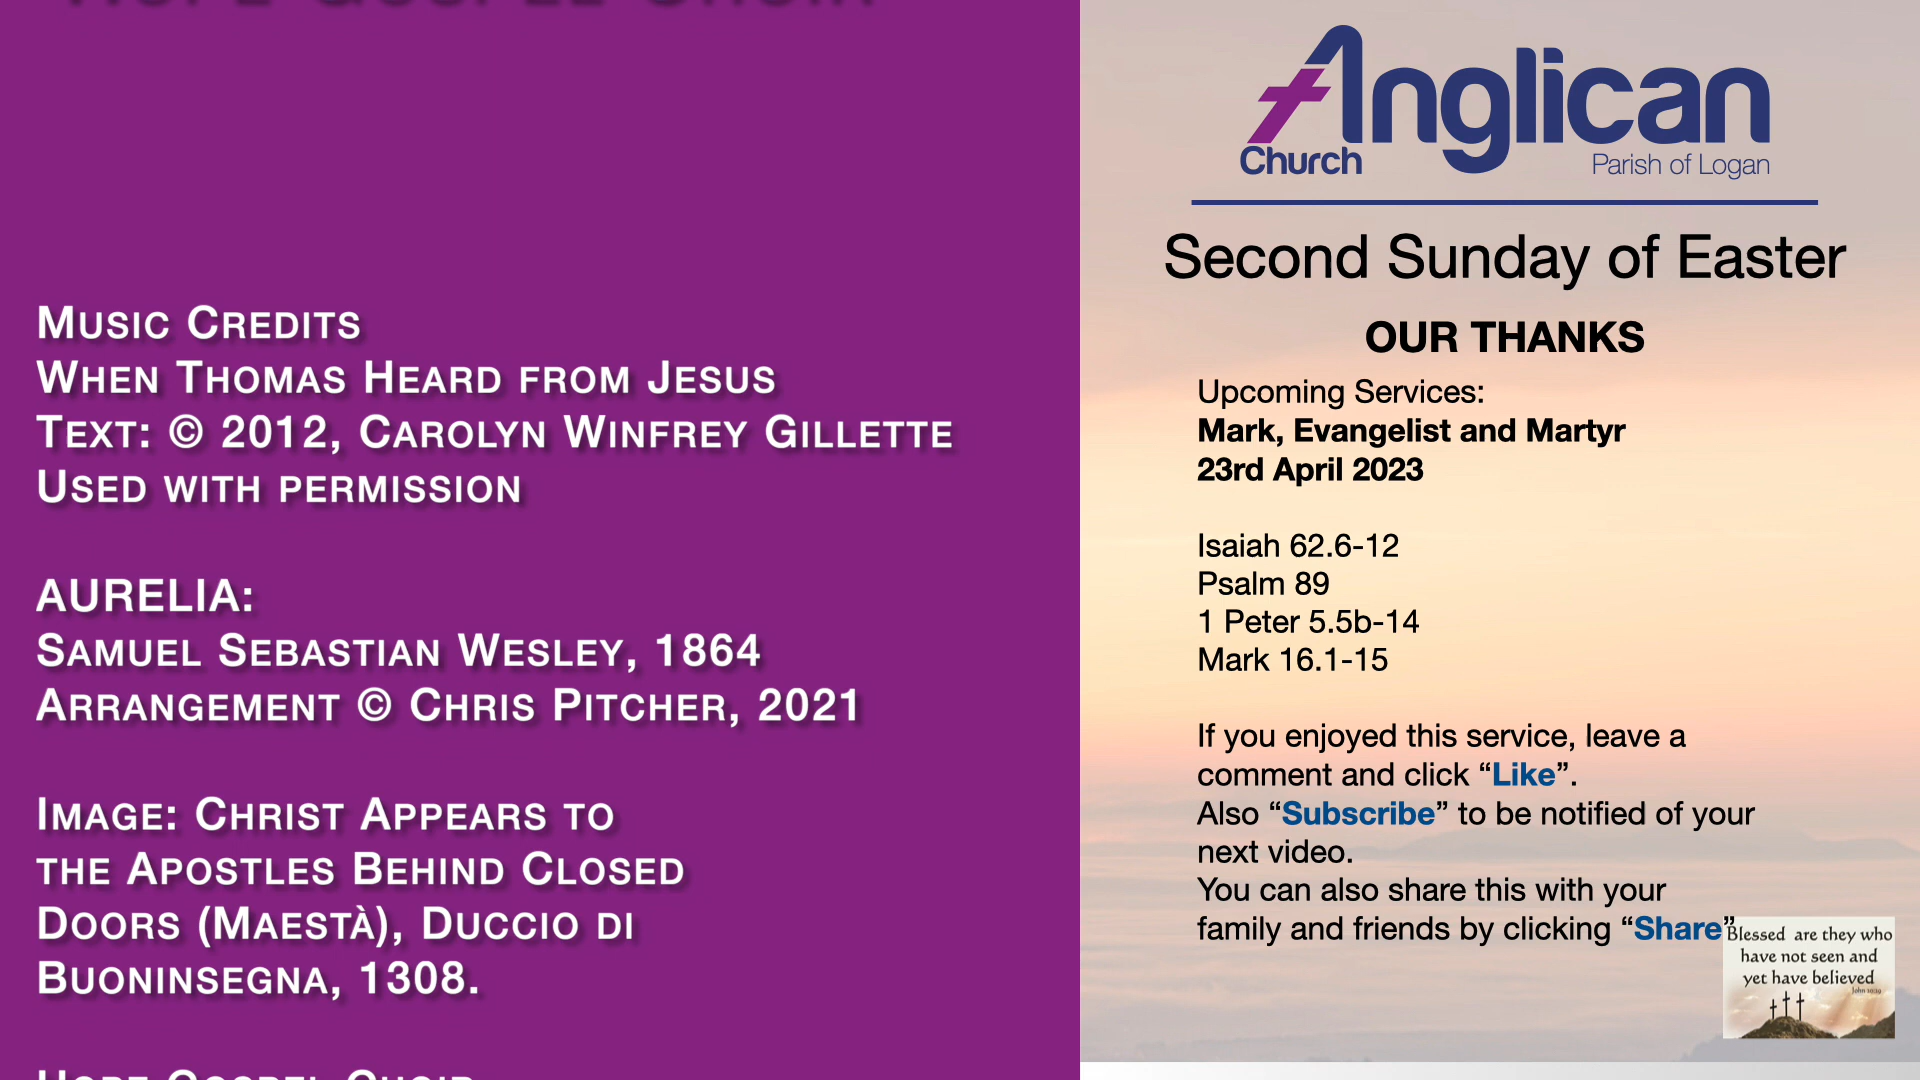 HOPE GOSPEL CHOIR
MUSIC CREDITS
WHEN THOMAS HEARD FROM JESUS
TEXT: © 2012, CAROLYN WINFREY GILLETTE
USED WITH PERMISSION
AURELIA:
SAMUEL SEBASTIAN WESLEY, 1864
ARRANGEMENT © CHRIS PITCHER, 2021
IMAGE: CHRIST APPEARS TO
THE APOSTLES BEHIND CLOSED
DOORS (MAESTÀ), DUCCIO DI
BUONINSEGNA, 1308.
HOPE GOSPEL CHOIR
Anglican
Church
Parish of Logan
Second Sunday of Easter
OUR THANKS
Upcoming Services:
Mark, Evangelist and Martyr
23rd April 2023
Isaiah 62.6-12
Psalm 89
1 Peter 5.5b-14
Mark 16.1-15
If you enjoyed this service, leave a
comment and click “Like”.
Also “Subscribe” to be notified of your
next video.
You can also share this with your
family and friends by clicking “Share”
Blessed are they who
have not seen and
yet have believed